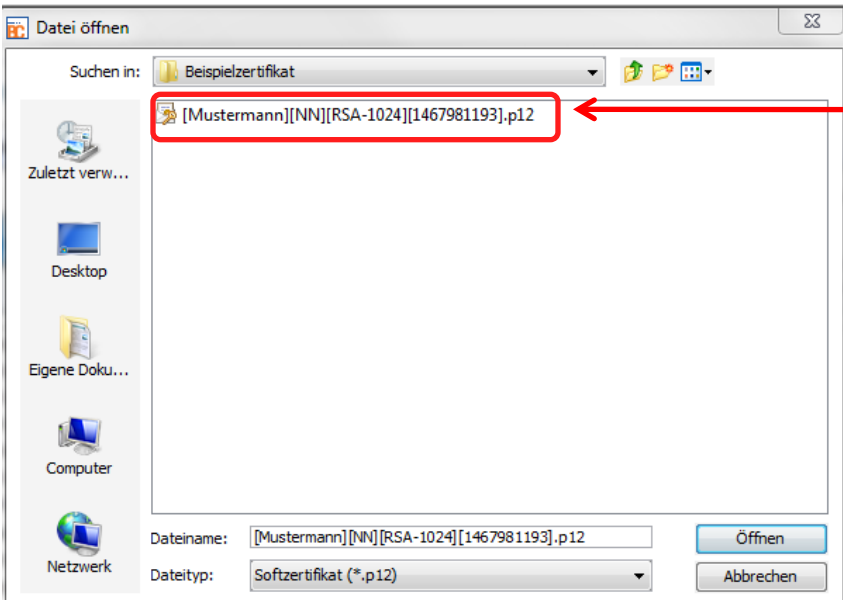 Datei öffnen
Suchen in: Beispielzertifikat
[Mustermann][NN][RSA-1024][1467981193].p12
Zuletzt verw...
Desktop
Eigene Doku...
Computer
Netzwerk
Dateiname: [Mustermann][NN][RSA-1024][1467981193].p12 Öffnen
Dateityp: Softzertifikat (*.p12) Abbrechen